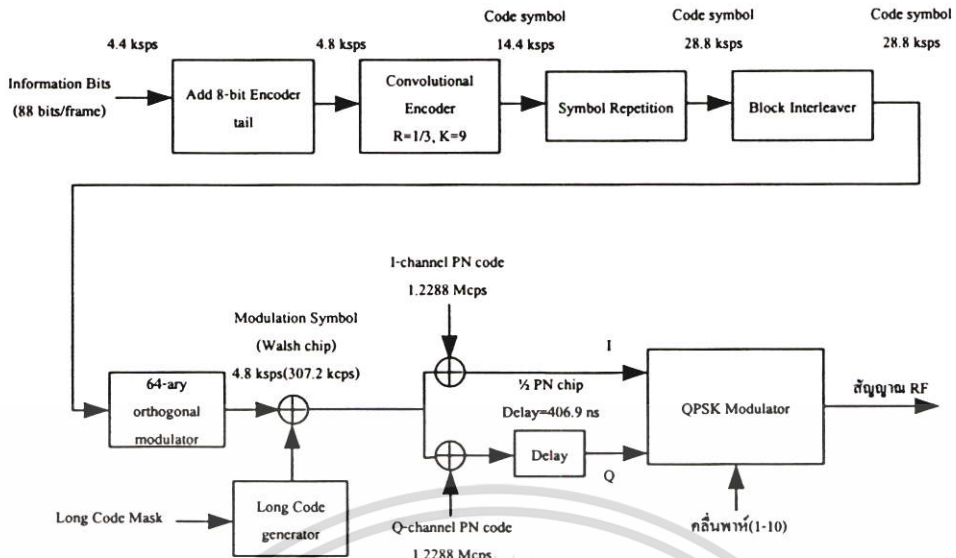 Code symbol
Code symbol
Code symbol
4.4 ksps
4.8 ksps
14.4 ksps
28.8 ksps
28.8 ksps
Information Bits
(88 bits/frame)
Add 8-bit Encoder
tail
Convolutional
Encoder
R=1/3, K=9
Symbol Repetition
Block Interleaver
I-channel PN code
1.2288 Mcps
Modulation Symbol
(Walsh chip)
4.8 ksps(307.2 kcps)
64-ary
orthogonal
modulator
I
½ PN chip
Delay=406.9 ns
Delay
Q
QPSK Modulator
สัญญาณ RF
Long Code Mask
Long Code
generator
Q-channel PN code
1.2288 Mcps
คลื่นพาห์(1-10)